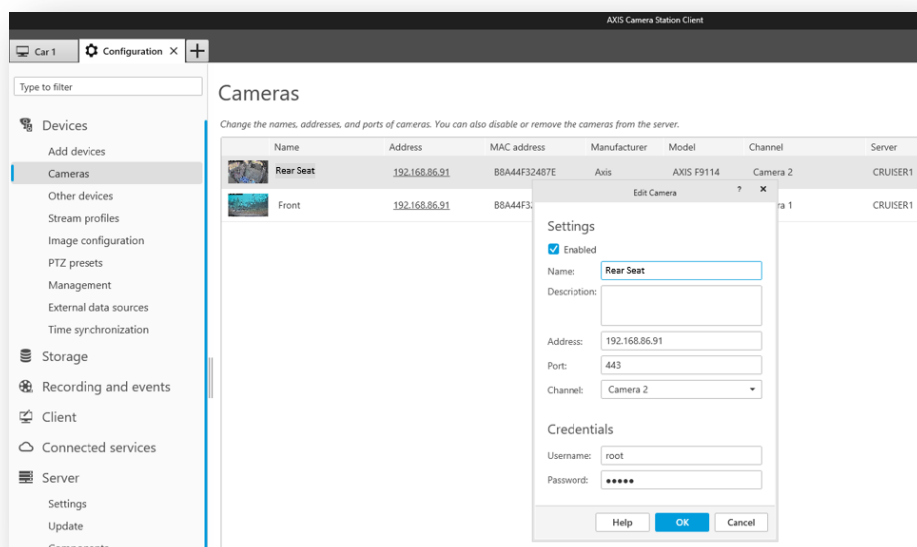 AXIS Camera Station Client
Car 1
Configuration
Type to filter
Devices
Add devices
Cameras
Other devices
Stream profiles
Image configuration
PTZ presets
Management
External data sources
Time synchronization
Storage
Recording and events
Client
Connected services
Server
Settings
Update
Components
Cameras
Change the names, addresses, and ports of cameras. You can also disable or remove the cameras from the server.
Name Address MAC address Manufacturer Model Channel Server
Rear Seat 192.168.86.91 B8A44F32487E Axis AXIS F9114 Camera 2 CRUISER1
Front 192.168.86.91 B8A44F3 ra 1 CRUISER1
Edit Camera ?
Settings
Enabled
Name: Rear Seat
Description:
Address: 192.168.86.91
Port: 443
Channel: Camera 2
Credentials
Username: root
Password: •••••
Help OK Cancel